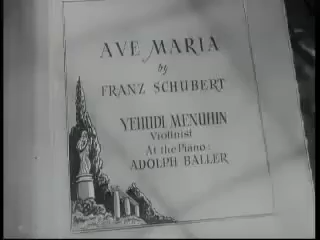 AVE MARIA
by
FRANZ SCHUBERT
YEHUDI MENUHIN
Violinist
At the Piano:
ADOLPH BALLER